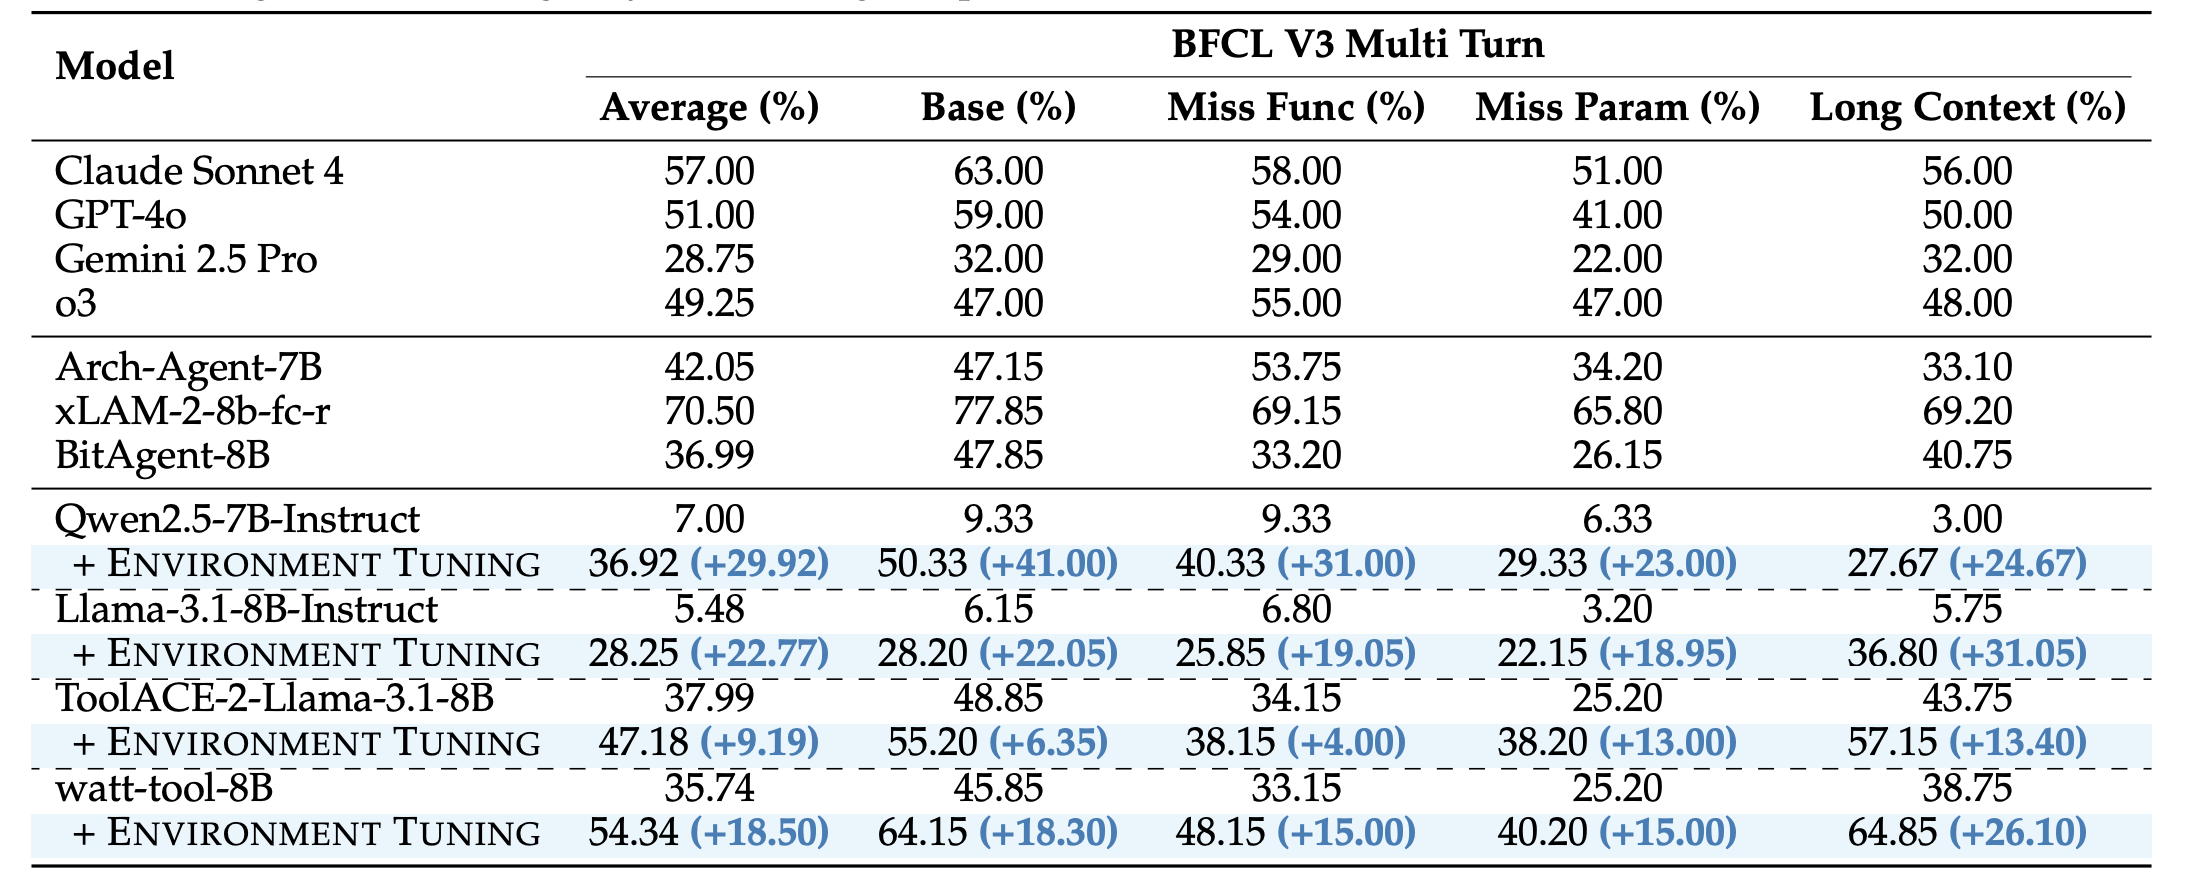 BFCL V3 Multi Turn
Model
Average (%) Base (%) Miss Func (%) Miss Param (%) Long Context (%)
Claude Sonnet 4 57.00 63.00 58.00 51.00 56.00
GPT-4o 51.00 59.00 54.00 41.00 50.00
Gemini 2.5 Pro 28.75 32.00 29.00 22.00 32.00
o3 49.25 47.00 55.00 47.00 48.00
Arch-Agent-7B 42.05 47.15 53.75 34.20 33.10
xLAM-2-8b-fc-r 70.50 77.85 69.15 65.80 69.20
BitAgent-8B 36.99 47.85 33.20 26.15 40.75
Qwen2.5-7B-Instruct 7.00 9.33 9.33 6.33 3.00
+ ENVIRONMENT TUNING 36.92 (+29.92) 50.33 (+41.00) 40.33 (+31.00) 29.33 (+23.00) 27.67 (+24.67)
Llama-3.1-8B-Instruct 5.48 6.15 6.80 3.20 5.75
+ ENVIRONMENT TUNING 28.25 (+22.77) 28.20 (+22.05) 25.85 (+19.05) 22.15 (+18.95) 36.80 (+31.05)
ToolACE-2-Llama-3.1-8B 37.99 48.85 34.15 25.20 43.75
+ ENVIRONMENT TUNING 47.18 (+9.19) 55.20 (+6.35) 38.15 (+4.00) 38.20 (+13.00) 57.15 (+13.40)
watt-tool-8B 35.74 45.85 33.15 25.20 38.75
+ ENVIRONMENT TUNING 54.34 (+18.50) 64.15 (+18.30) 48.15 (+15.00) 40.20 (+15.00) 64.85 (+26.10)